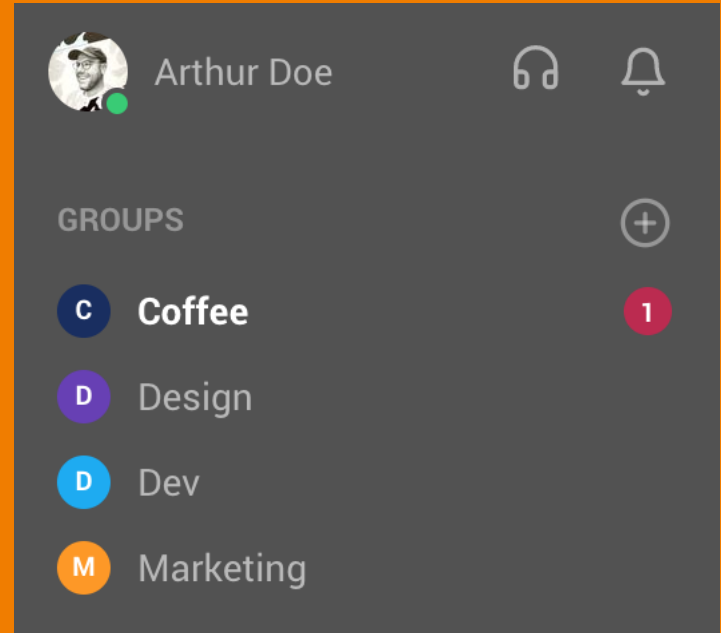 Arthur Doe
GROUPS
C Coffee 1
D Design
D Dev
M Marketing